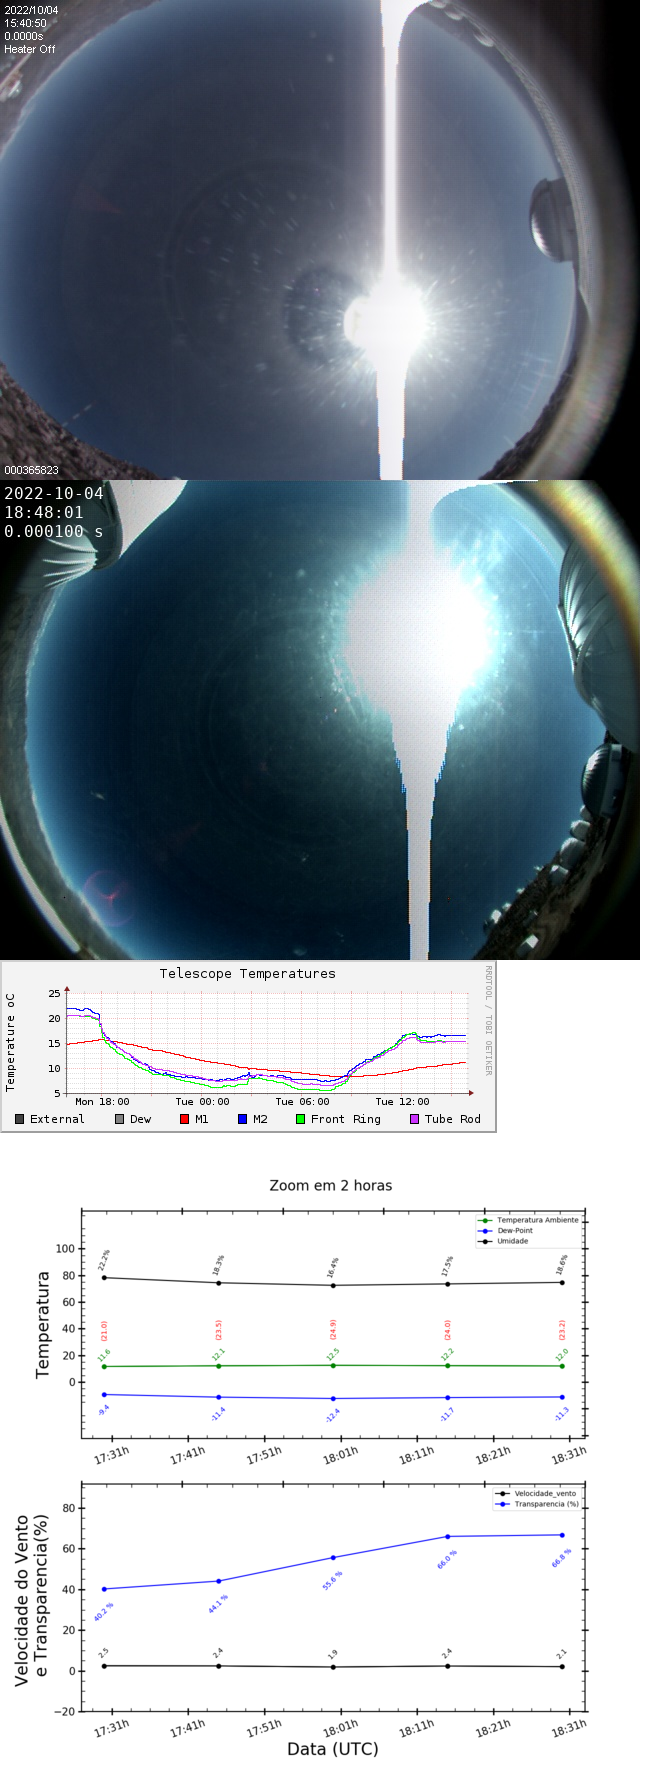 2022/10/04
15:40:50
0.0000s
Heater Off
000365823
2022-10-04
18:48:01
0.000100 s
Telescope Temperatures
RRDTOOL / TOBI OETIKER
Temperature oC
25
20
15
10
5
Mon 18:00 Tue 00:00 Tue 06:00 Tue 12:00
External Dew M1 M2 Front Ring Tube Rod
Zoom em 2 horas
Temperatura Ambiente
Dew-Point
Umidade
Temperatura
100
80
60
40
20
0
22.2% 18.3% 16.4% 17.5% 18.6%
(21.0) (23.5) (24.9) (24.0) (23.2)
11.6 12.1 12.5 12.2 12.0
-9.4 -11.4 -12.4 -11.7 -11.3
17:31h 17:41h 17:51h 18:01h 18:11h 18:21h 18:31h
Velocidade_vento
Transparencia (%)
Velocidade do Vento
e Transparencia(%)
80
60
40
20
0
−20
40.2 % 44.1 % 55.6 % 66.0 % 66.8 %
2.5 2.4 1.9 2.4 2.1
17:31h 17:41h 17:51h 18:01h 18:11h 18:21h 18:31h
Data (UTC)